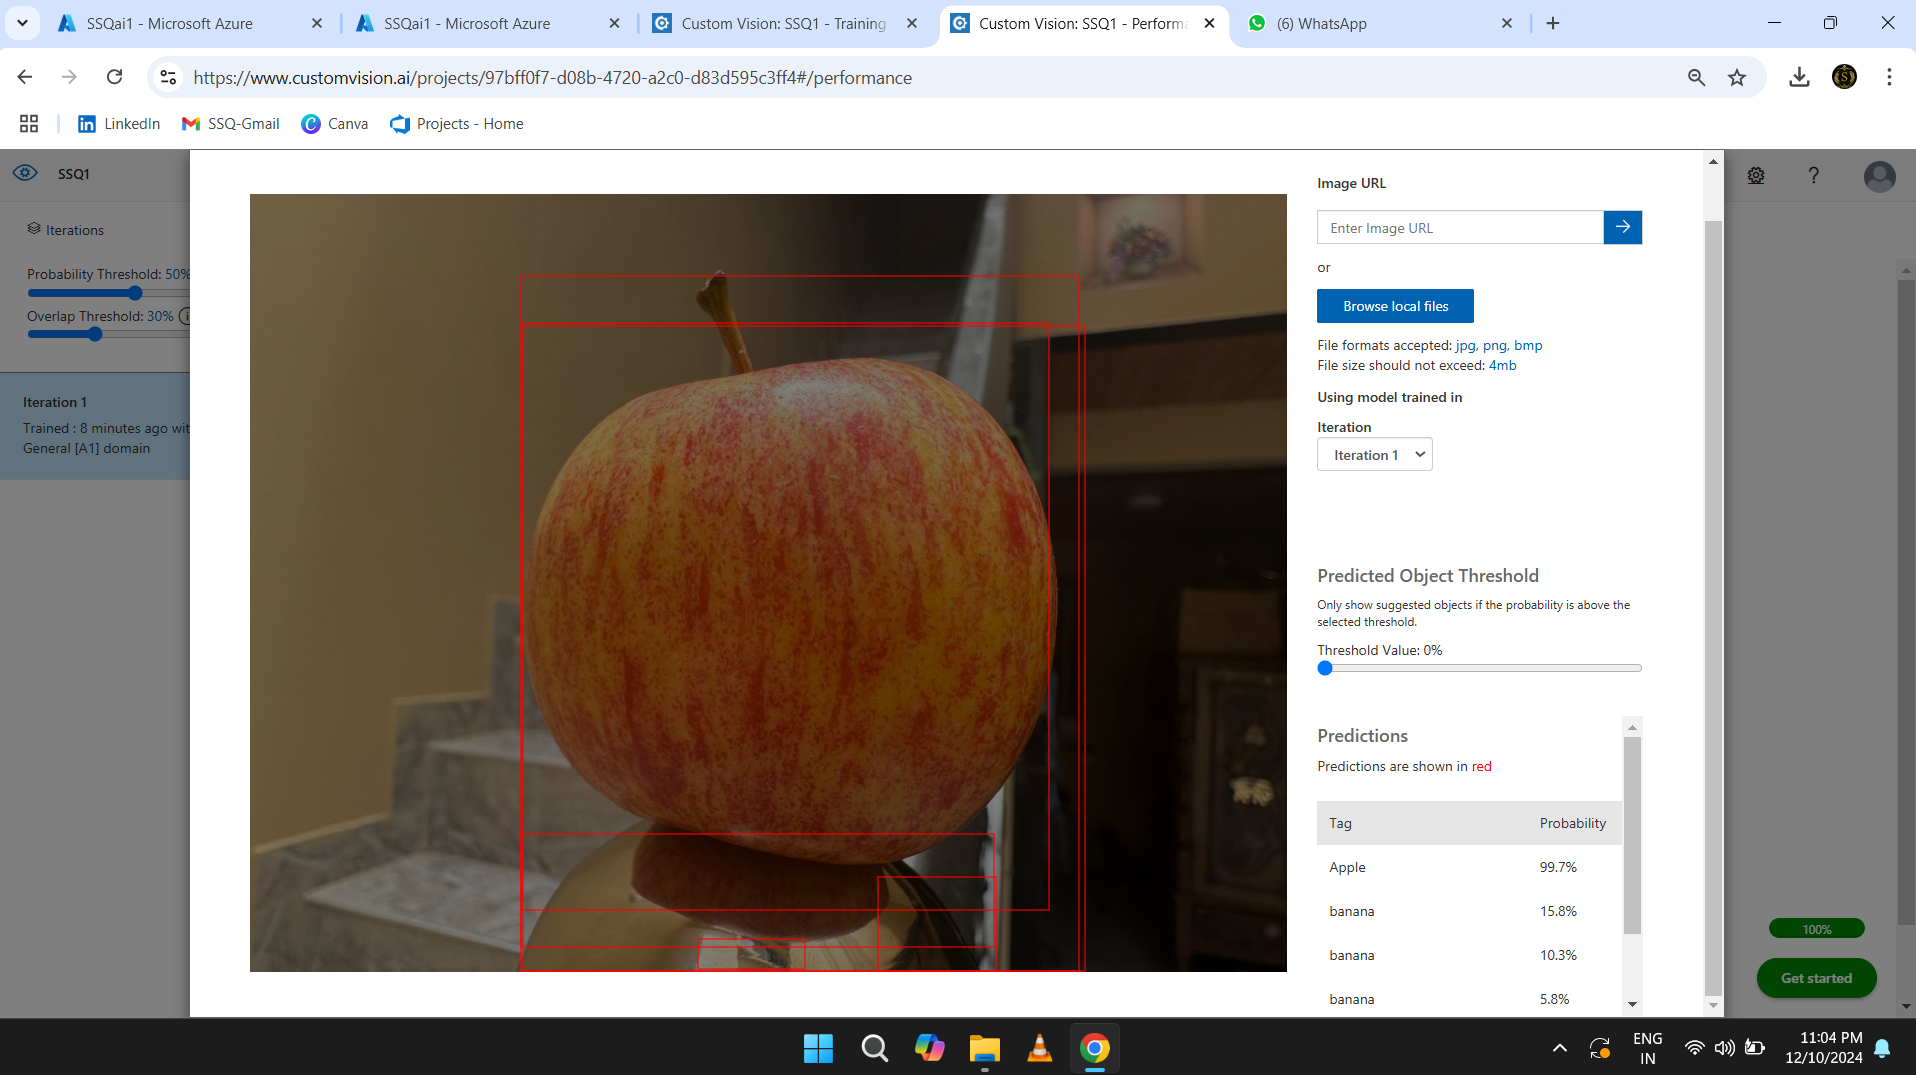 SSQai1 - Microsoft Azure
SSQai1 - Microsoft Azure
Custom Vision: SSQ1 - Training
Custom Vision: SSQ1 - Performa
(6) WhatsApp
https://www.customvision.ai/projects/97bff0f7-d08b-4720-a2c0-d83d595c3ff4#/performance
LinkedIn
SSQ-Gmail
Canva
Projects - Home
SSQ1
Iterations
Probability Threshold: 50%
Overlap Threshold: 30%
Iteration 1
Trained : 8 minutes ago wit
General [A1] domain
Image URL
Enter Image URL
or
Browse local files
File formats accepted: jpg, png, bmp
File size should not exceed: 4mb
Using model trained in
Iteration
Iteration 1
Predicted Object Threshold
Only show suggested objects if the probability is above the
selected threshold.
Threshold Value: 0%
Predictions
Predictions are shown in red
Tag Probability
Apple 99.7%
banana 15.8%
banana 10.3%
banana 5.8%
100%
Get started
ENG
IN
11:04 PM
12/10/2024